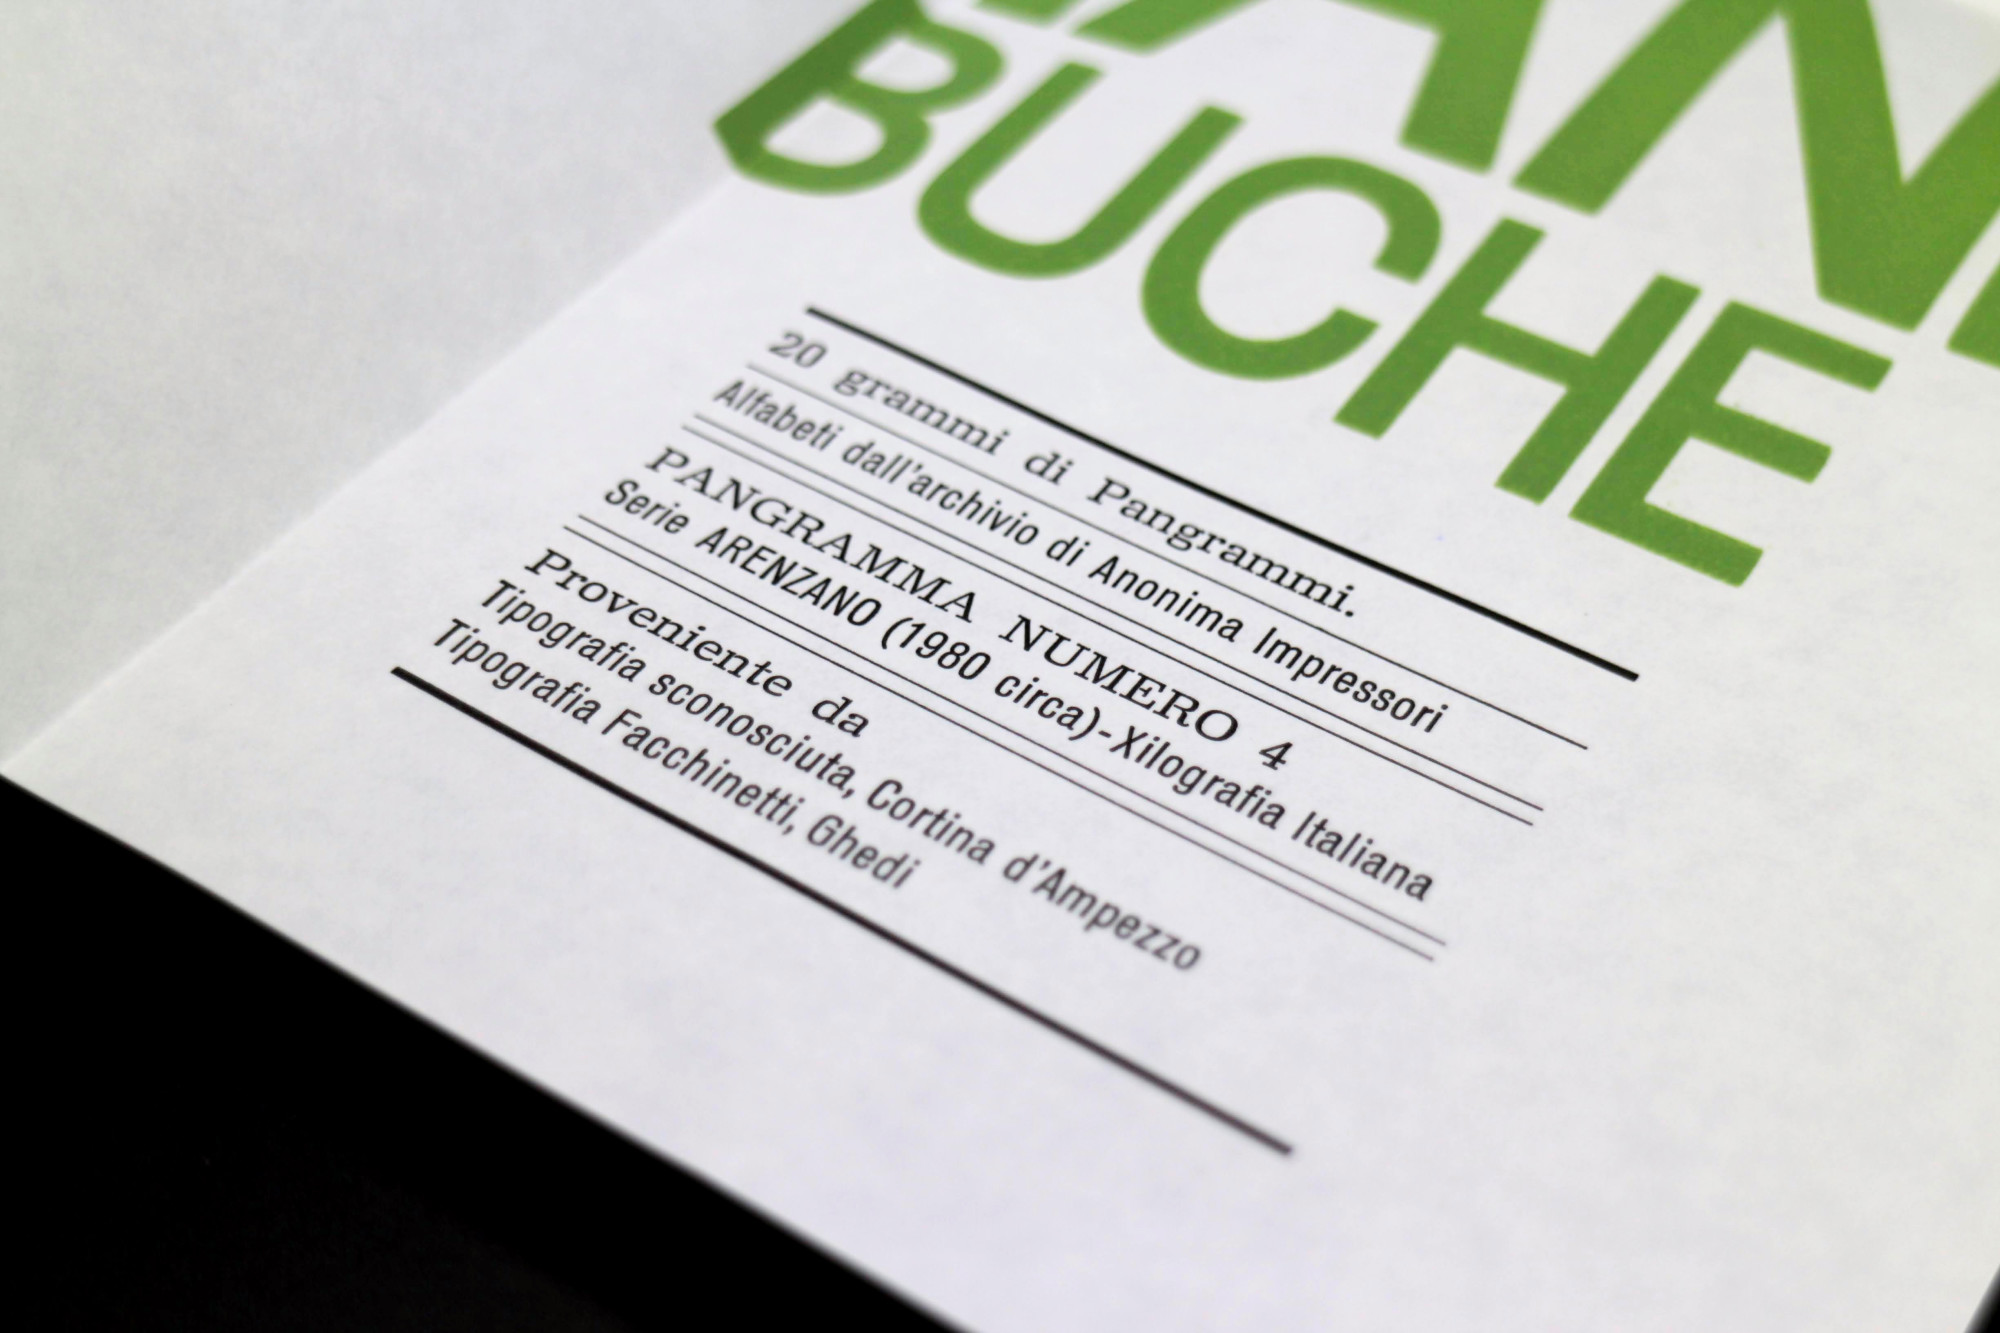 BUCHE
20 grammi di Pangrammi.
Alfabeti dall'archivio di Anonima Impressori
PANGRAMMA NUMERO 4
Serie ARENZANO (1980 circa)-Xilografia Italiana
Proveniente da
Tipografia sconosciuta, Cortina d'Ampezzo
Tipografia Facchinetti, Ghedi